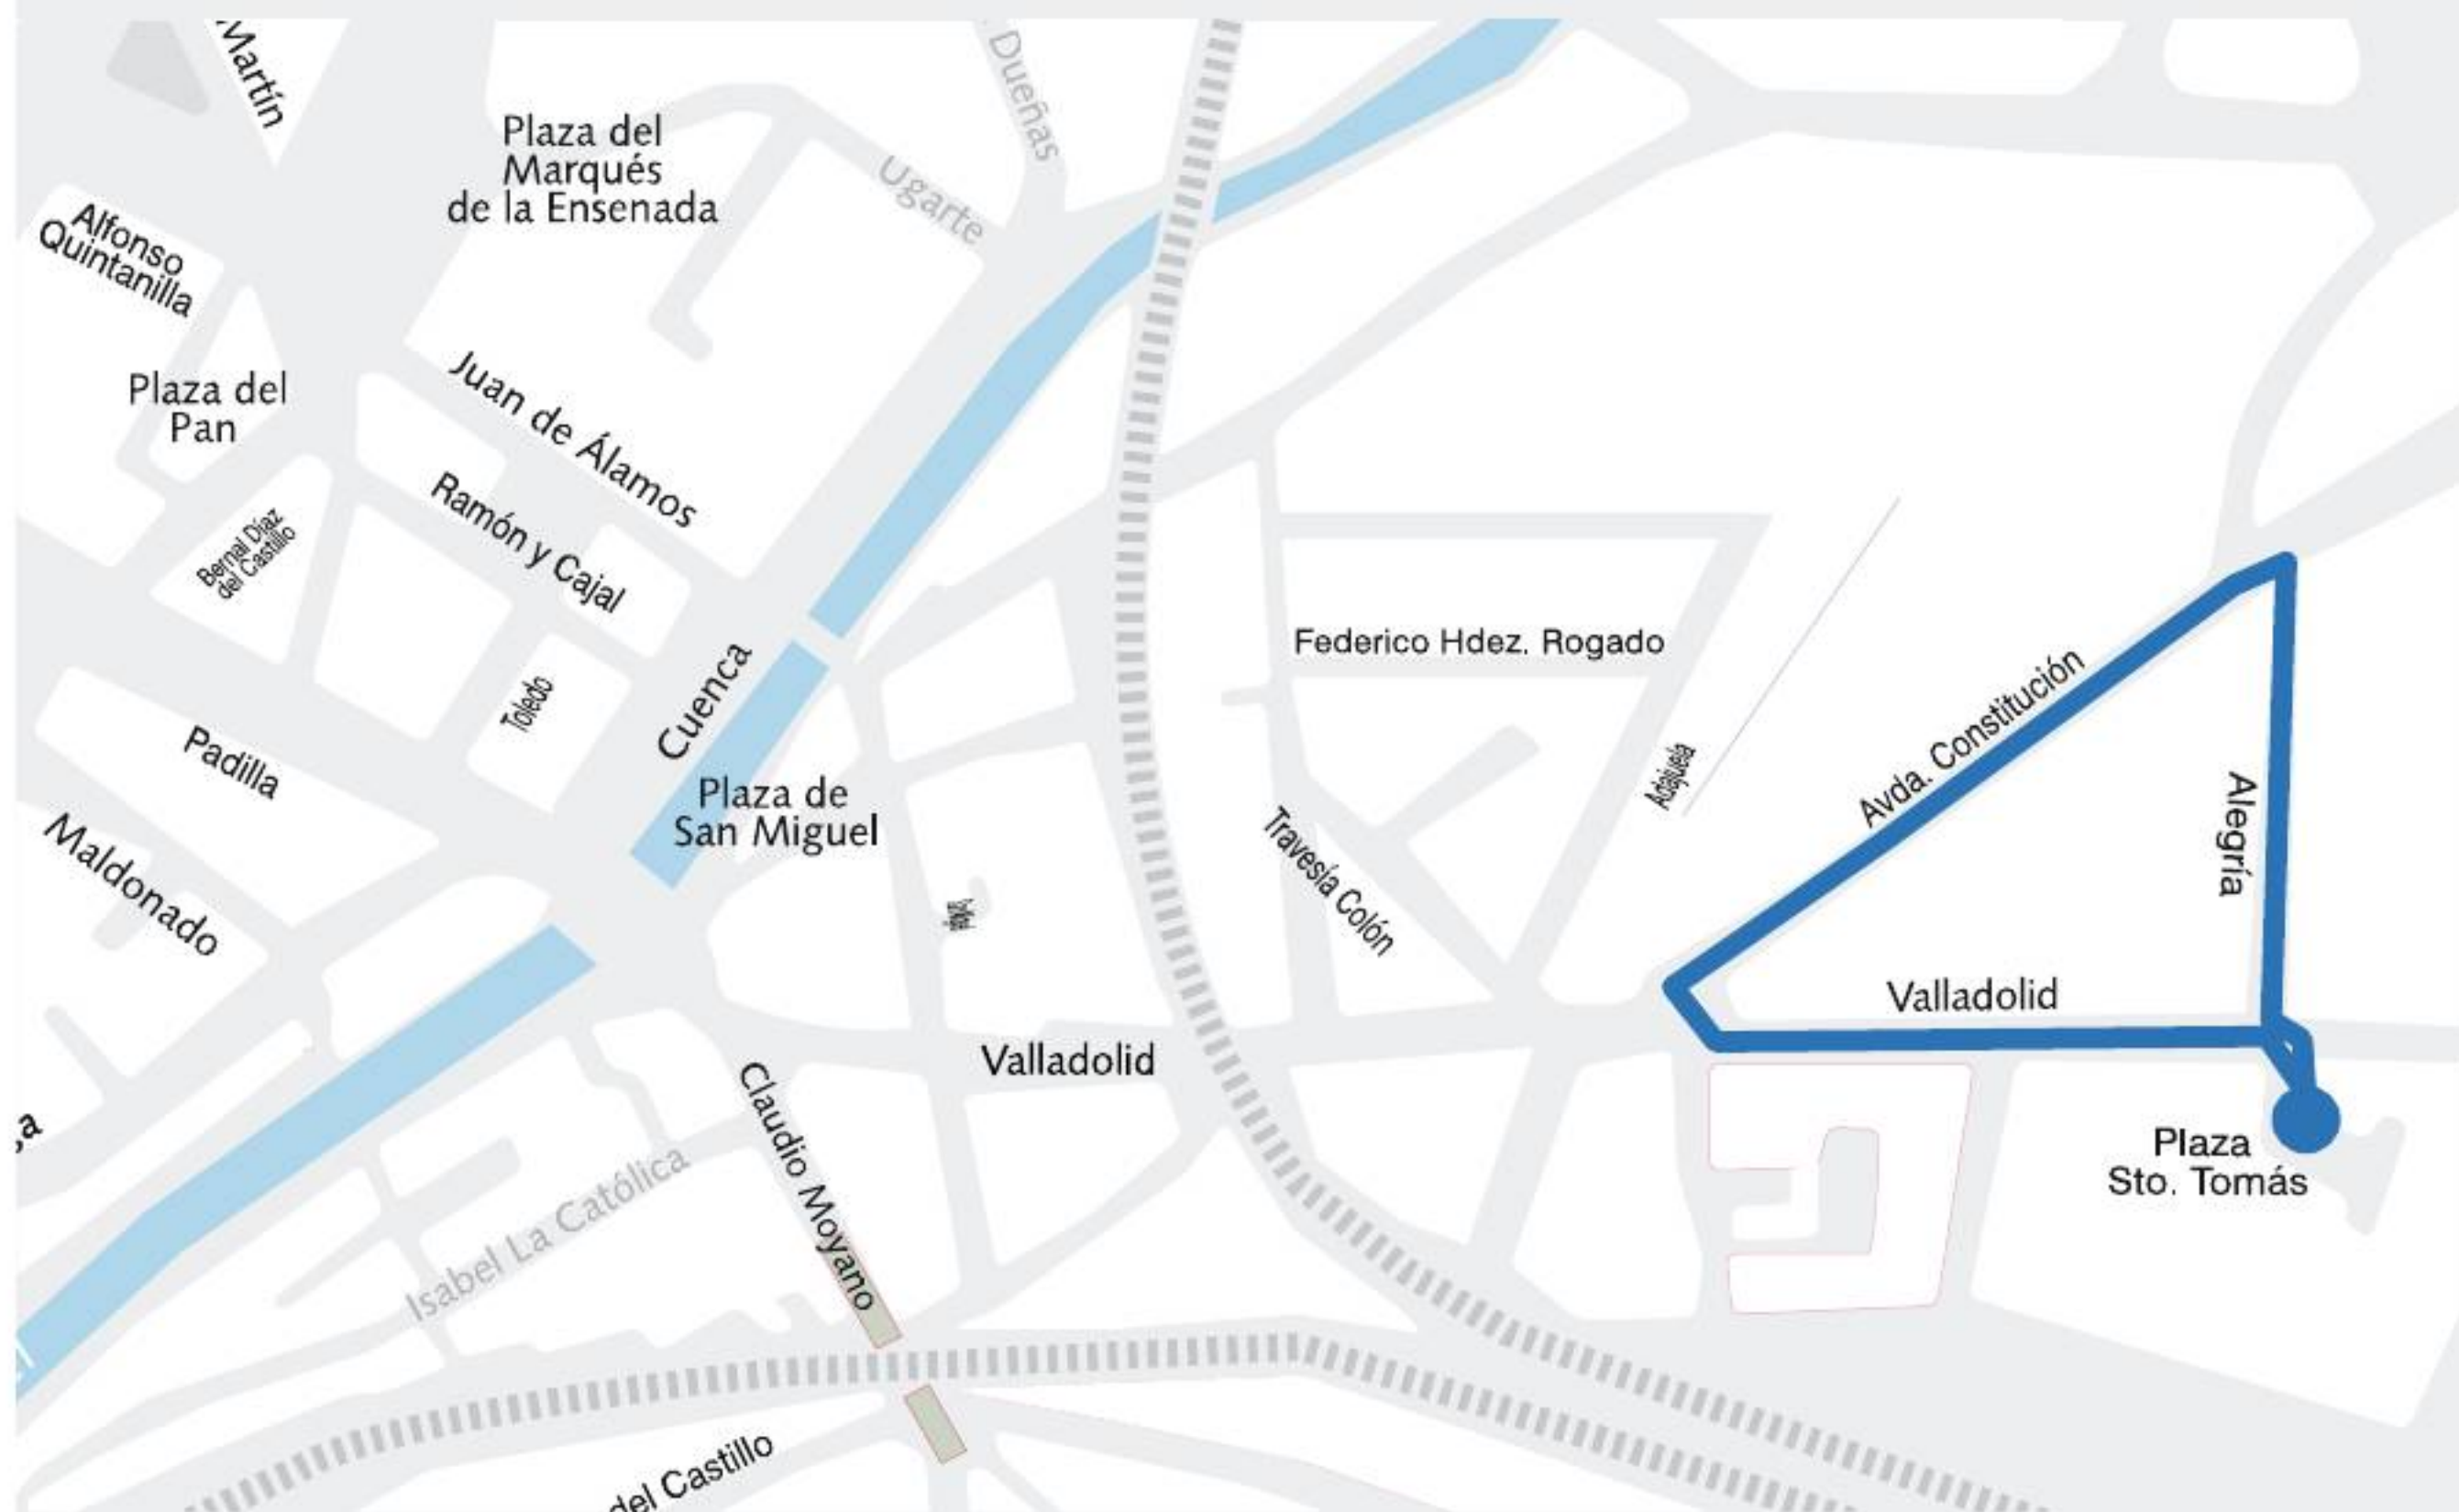 Martín
Dueñas
Plaza del
Marqués
de la Ensenada
Ugarte
Alfonso
Quintanilla
Plaza del
Pan
Juan de Álamos
Ramón y Cajal
Bernal Díaz
del Castillo
Toledo
Cuenca
Federico Hdez. Rogado
Padilla
Plaza de
San Miguel
Adajuela
Avda. Constitución
Alegría
Maldonado
Travesía Colón
Valladolid
Valladolid
Claudio Moyano
Plaza
Sto. Tomás
Isabel La Católica
del Castillo